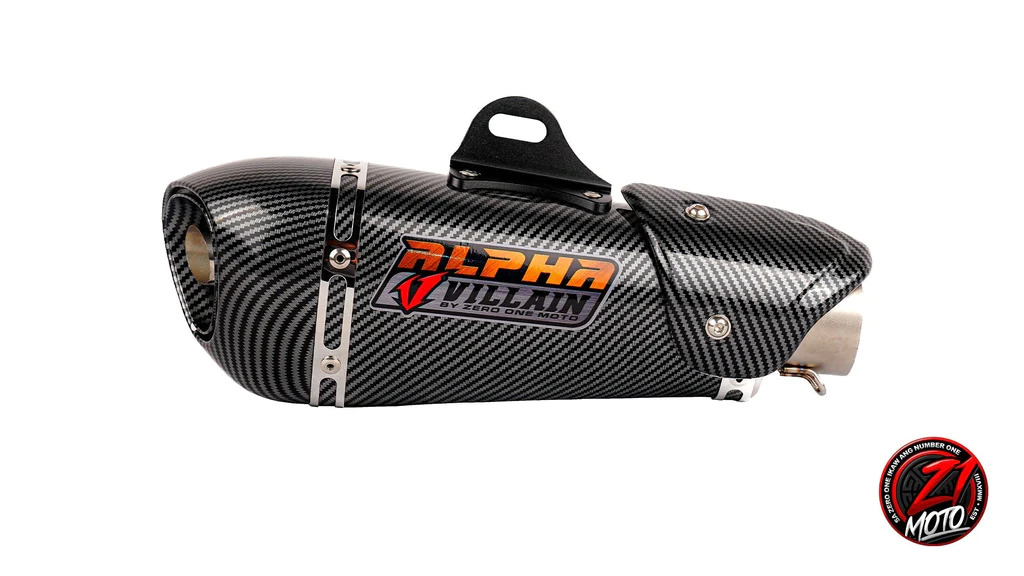 ALPHA
VILLAIN
BY ZERO ONE MOTO
SA ZERO ONE IKAW ANG NUMBER ONE
Z1
MOTO
EST • MMXVIII